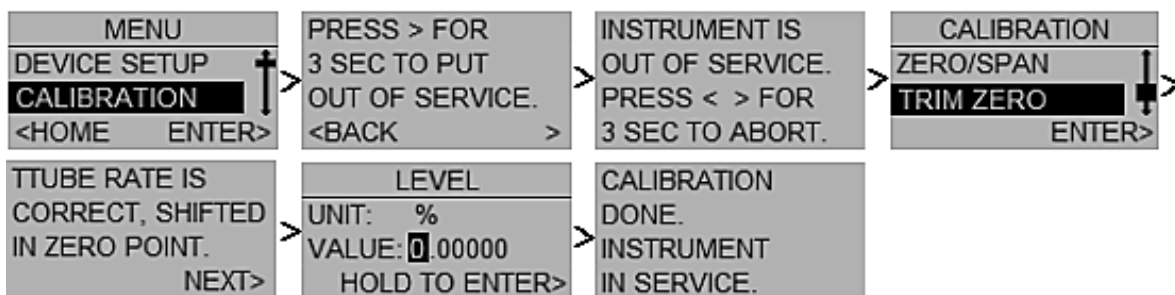 MENU
DEVICE SETUP
CALIBRATION
<HOME ENTER>
>
PRESS > FOR
3 SEC TO PUT
OUT OF SERVICE.
<BACK >
>
INSTRUMENT IS
OUT OF SERVICE.
PRESS < > FOR
3 SEC TO ABORT.
>
CALIBRATION
ZERO/SPAN
TRIM ZERO
ENTER>
>
TTUBE RATE IS
CORRECT, SHIFTED
IN ZERO POINT.
NEXT>
>
LEVEL
UNIT: %
VALUE: 0.00000
HOLD TO ENTER>
>
CALIBRATION
DONE.
INSTRUMENT
IN SERVICE.